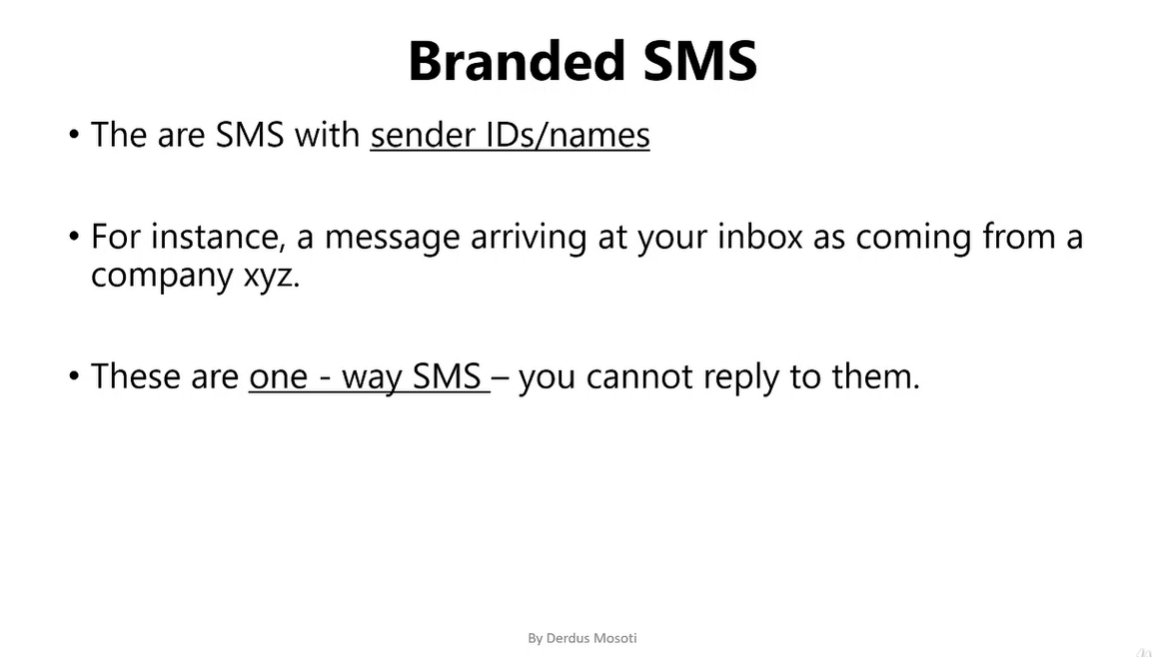 Branded SMS
• The are SMS with sender IDs/names
• For instance, a message arriving at your inbox as coming from a
company xyz.
• These are one - way SMS – you cannot reply to them.
By Derdus Mosoti